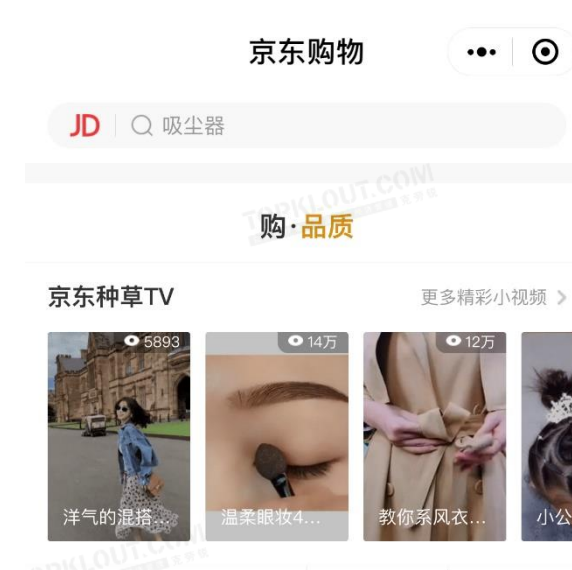 京东购物
JD 吸尘器
TOPKLOUT.COM
购·品质
京东种草TV 更多精彩小视频
5893 14万 12万
洋气的混搭... 温柔眼妆4... 教你系风衣... 小公